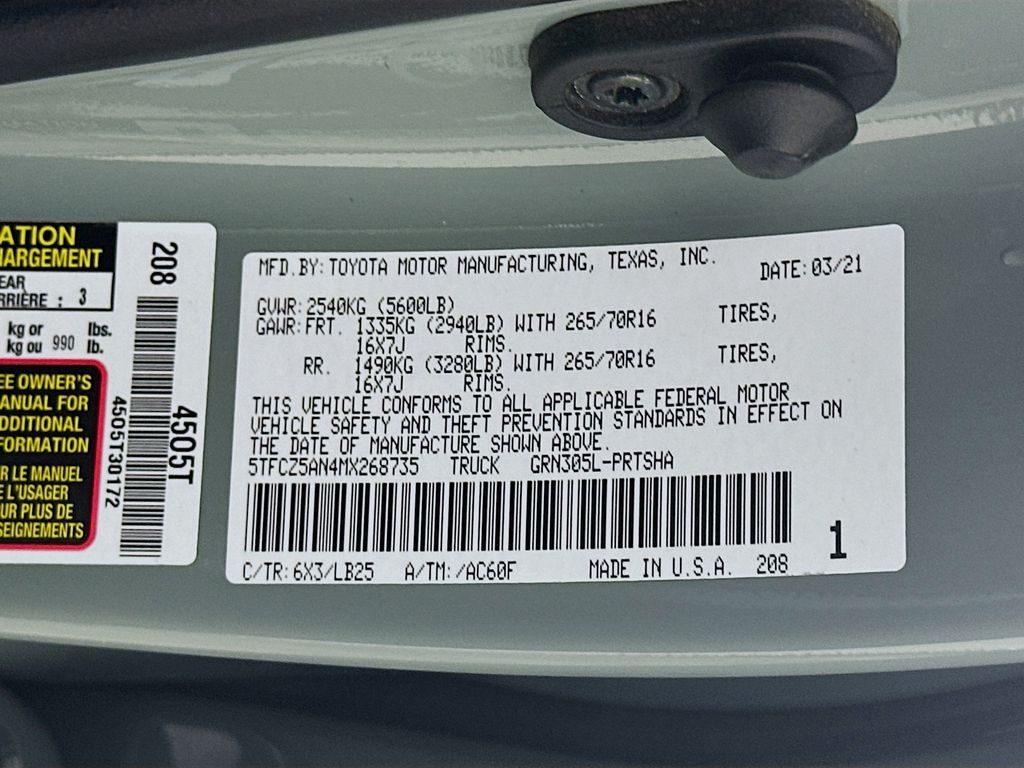 ATION
HARGEMENT
EAR
RRIÈRE : 3
kg or lbs.
kg ou 990 lb.
EE OWNER'S
ANUAL FOR
DDITIONAL
FORMATION
R LE MANUEL
E L'USAGER
UR PLUS DE
SEIGNEMENTS
208
4505T
4505T30172
MFD.BY: TOYOTA MOTOR MANUFACTURING, TEXAS, INC. DATE: 03/21
GVWR: 2540KG (5600LB)
GAWR: FRT. 1335KG (2940LB) WITH 265/70R16 TIRES,
16X7J RIMS.
RR. 1490KG (3280LB) WITH 265/70R16 TIRES,
16X7J RIMS.
THIS VEHICLE CONFORMS TO ALL APPLICABLE FEDERAL MOTOR
VEHICLE SAFETY AND THEFT PREVENTION STANDARDS IN EFFECT ON
THE DATE OF MANUFACTURE SHOWN ABOVE.
5TFCZ5AN4MX268735 TRUCK GRN305L-PRTSHA
1
C/TR: 6X3/LB25 A/TM: /AC60F MADE IN U.S.A. 208